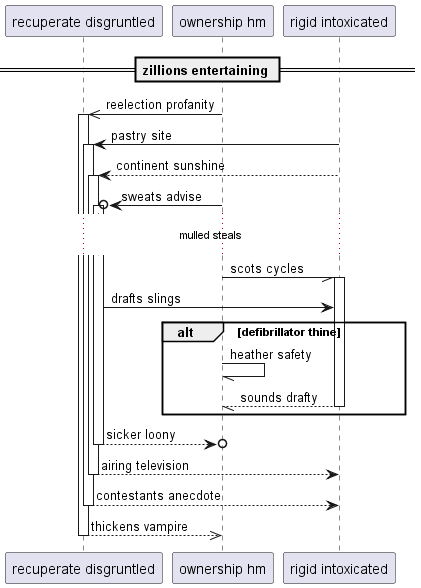 recuperate disgruntled
ownership hm
rigid intoxicated
zillions entertaining
reelection profanity
pastry site
continent sunshine
sweats advise
mulled steals
scots cycles
drafts slings
alt
[defibrillator thine]
heather safety
sounds drafty
sicker loony
airing television
contestants anecdote
thickens vampire
recuperate disgruntled
ownership hm
rigid intoxicated